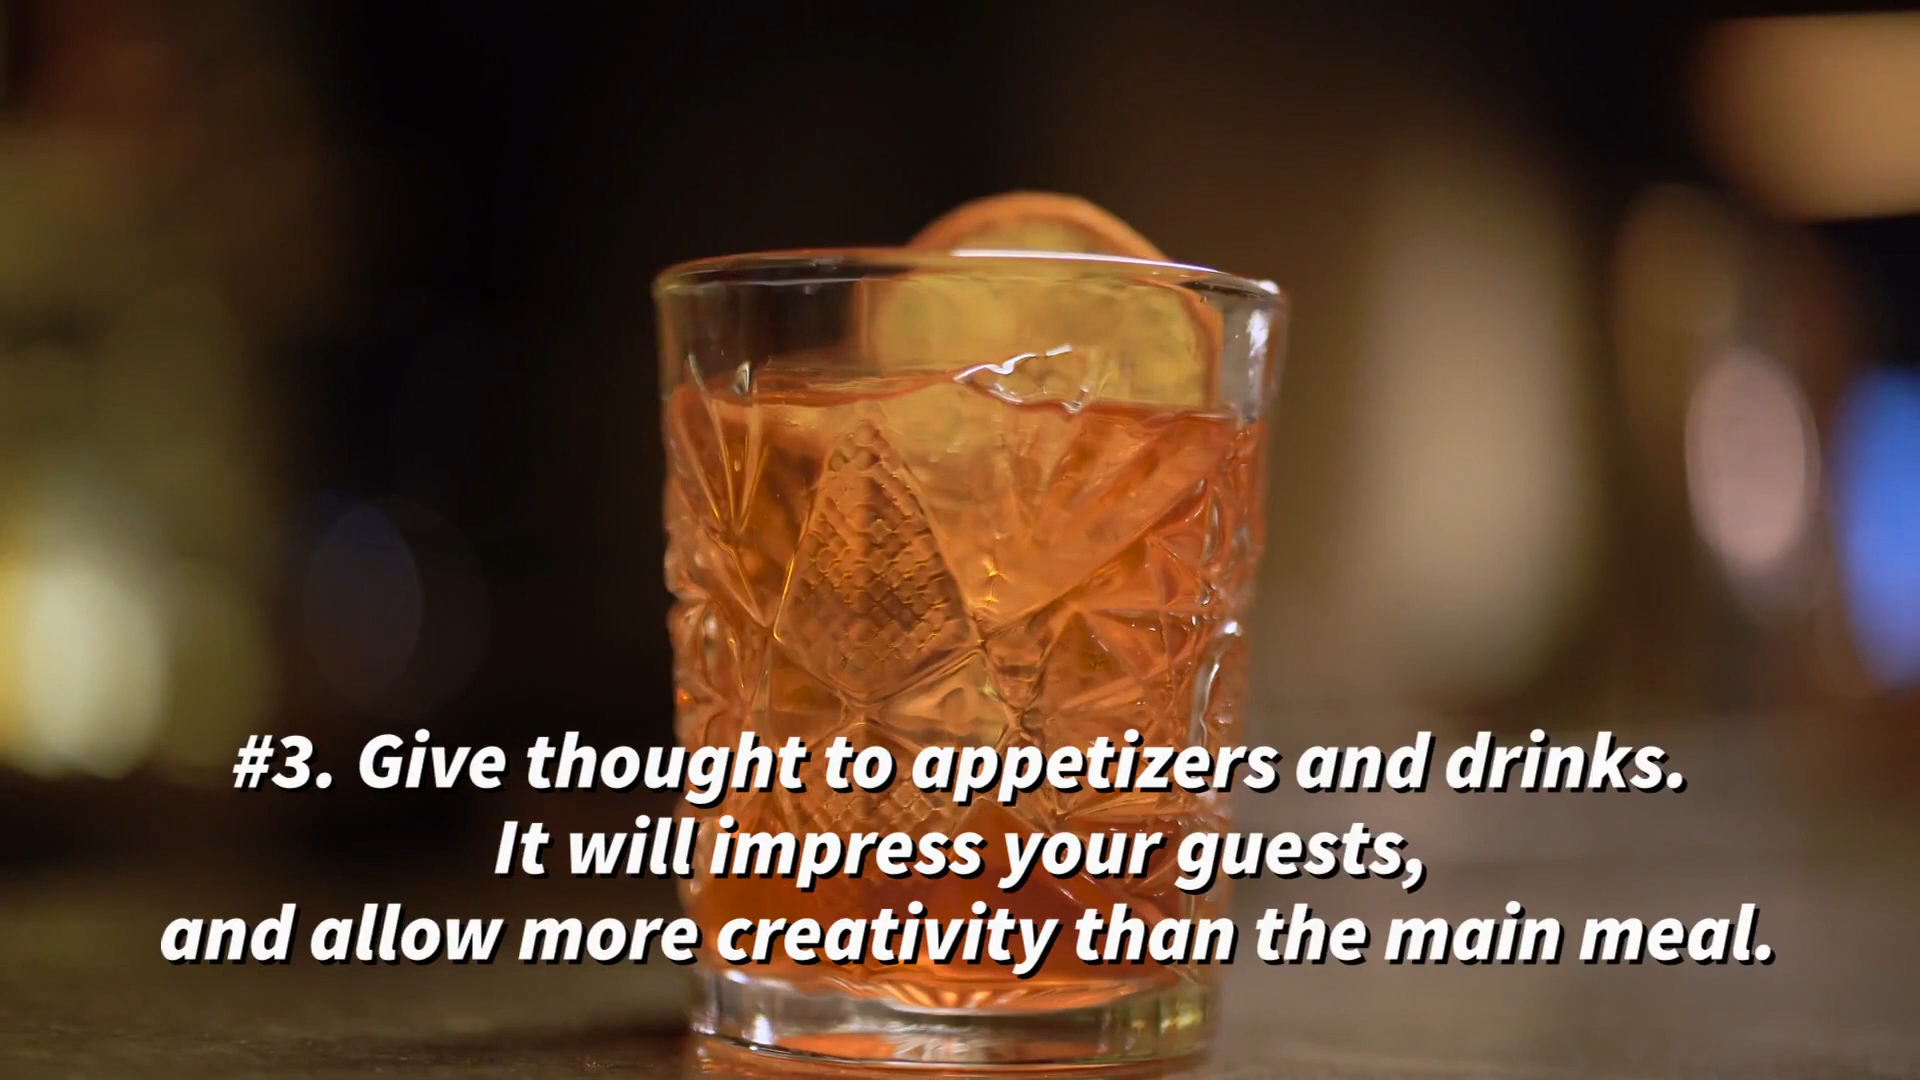 #3. Give thought to appetizers and drinks.
It will impress your guests,
and allow more creativity than the main meal.